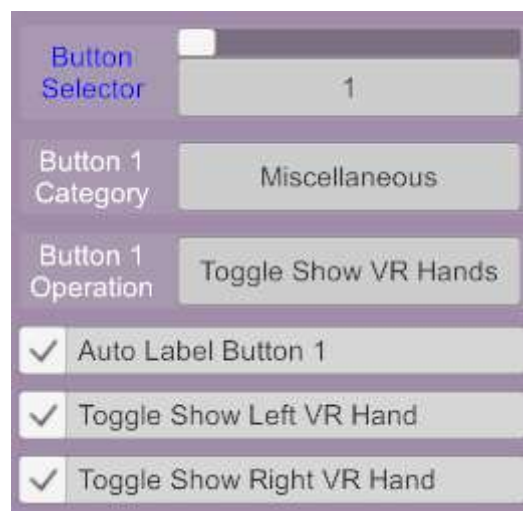 Button
Selector
1
Button 1
Category
Miscellaneous
Button 1
Operation
Toggle Show VR Hands
Auto Label Button 1
Toggle Show Left VR Hand
Toggle Show Right VR Hand